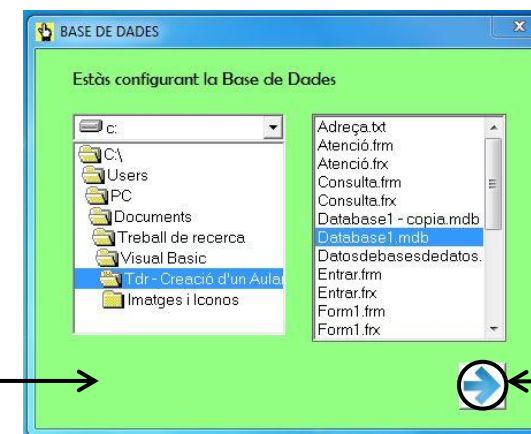 BASE DE DADES
x
Estàs configurant la Base de Dades
c:
C:\
Users
PC
Documents
Treball de recerca
Visual Basic
Tdr - Creació d'un Aular
Imatges i Iconos
Adreça.txt
Atenció.frm
Atenció.frx
Consulta.frm
Consulta.frx
Database1 - copia.mdb
Database1.mdb
Datosdebasesdedatos.
Entrar.frm
Entrar.frx
Form1.frm
Form1.frx